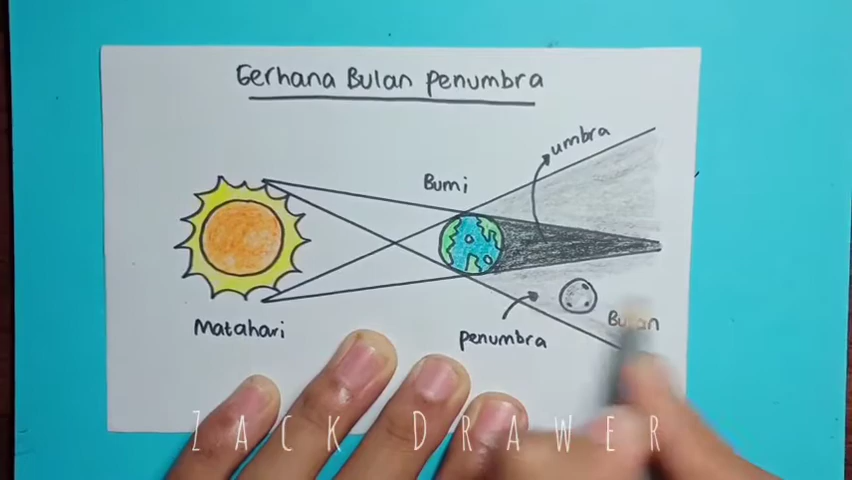 Gerhana Bulan penumbra
umbra
Bumi
Matahari
penumbra
Bulan
ZACK DRAWER